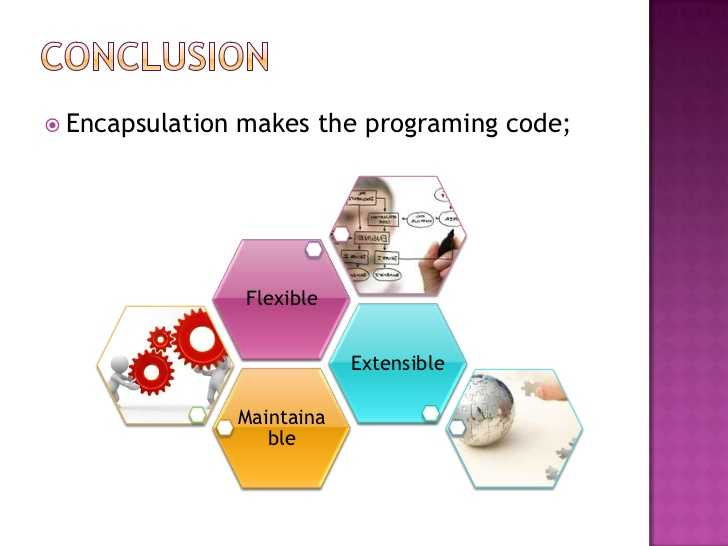 CONCLUSION
Encapsulation makes the programing code;
Flexible
Extensible
Maintaina
ble